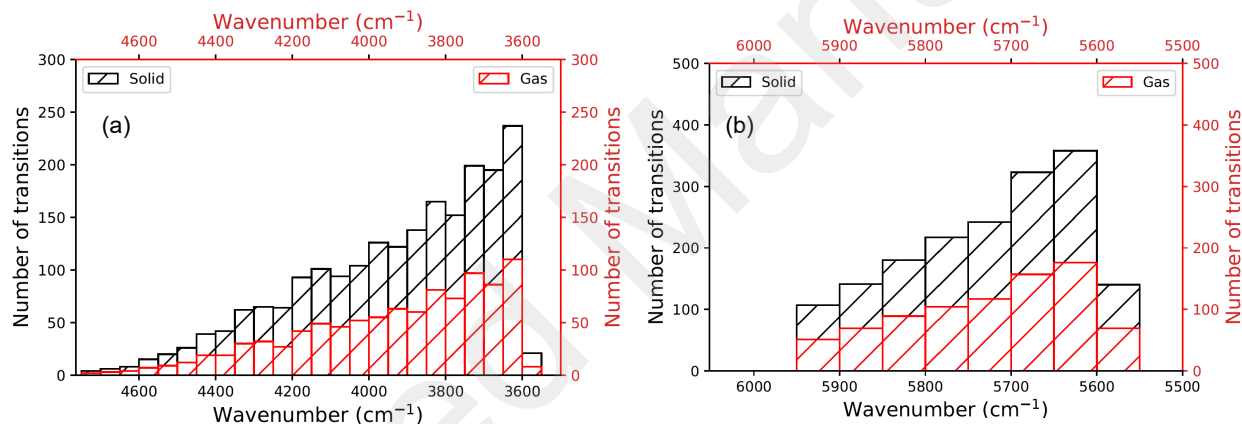 Wavenumber (cm⁻¹)
4600 4400 4200 4000 3800 3600
300 300
Solid Gas
250 250
(a)
200 200
150 150
100 100
50 50
0 0
Number of transitions
Number of transitions
4600 4400 4200 4000 3800 3600
Wavenumber (cm⁻¹)
Wavenumber (cm⁻¹)
6000 5900 5800 5700 5600 5500
500 500
Solid Gas
(b)
400 400
300 300
200 200
100 100
0 0
Number of transitions
Number of transitions
6000 5900 5800 5700 5600 5500
Wavenumber (cm⁻¹)